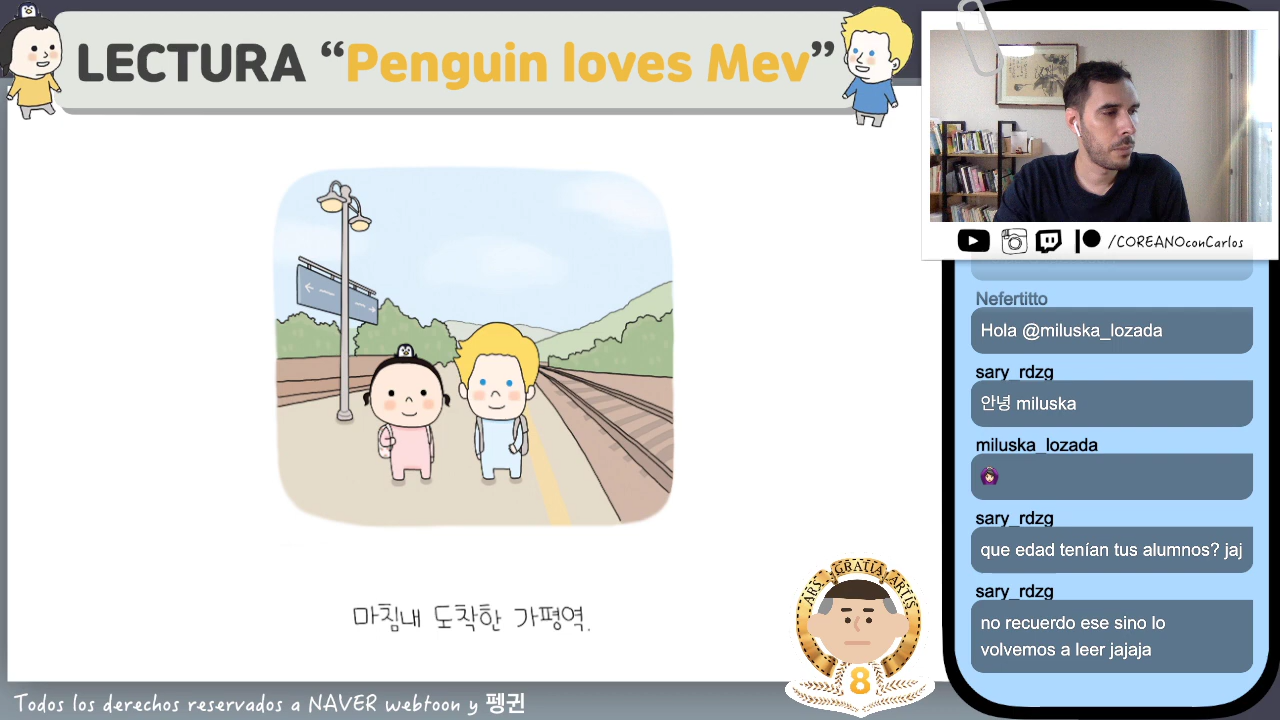 LECTURA “Penguin loves Mev”
마침내 도착한 가평역.
ARS GRATIA ARTIS
8
Todos los derechos reservados a NAVER webtoon y 펭귄
/COREANOconCarlos
Nefertitto
Hola @miluska_lozada
sary_rdzg
안녕 miluska
miluska_lozada
sary_rdzg
que edad tenían tus alumnos? jaj
sary_rdzg
no recuerdo ese sino lo
volvemos a leer jajaja